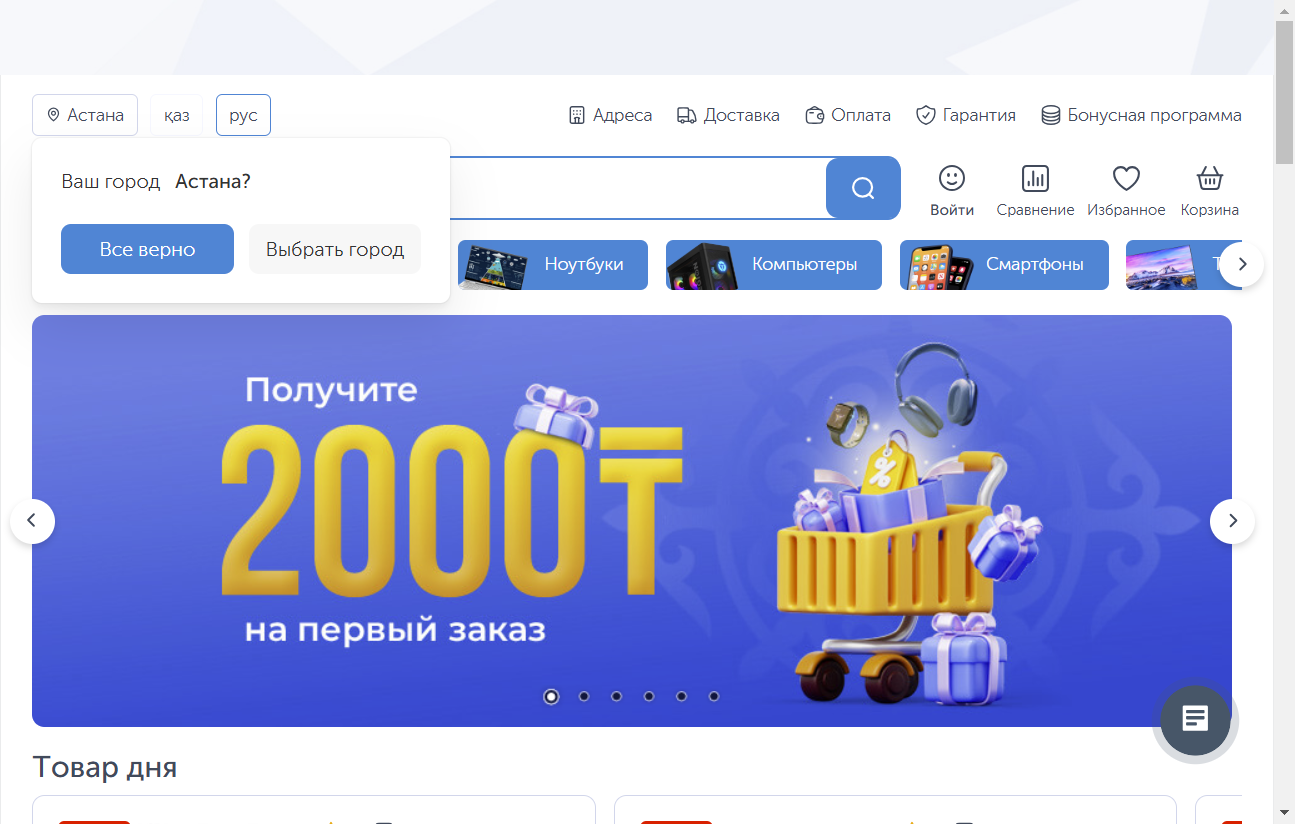 Астана қаз рус Адреса Доставка Оплата Гарантия Бонусная программа
Ваш город Астана?
Войти Сравнение Избранное Корзина
Все верно Выбрать город
Ноутбуки Компьютеры Смартфоны
Получите
2000₸
на первый заказ
Товар дня